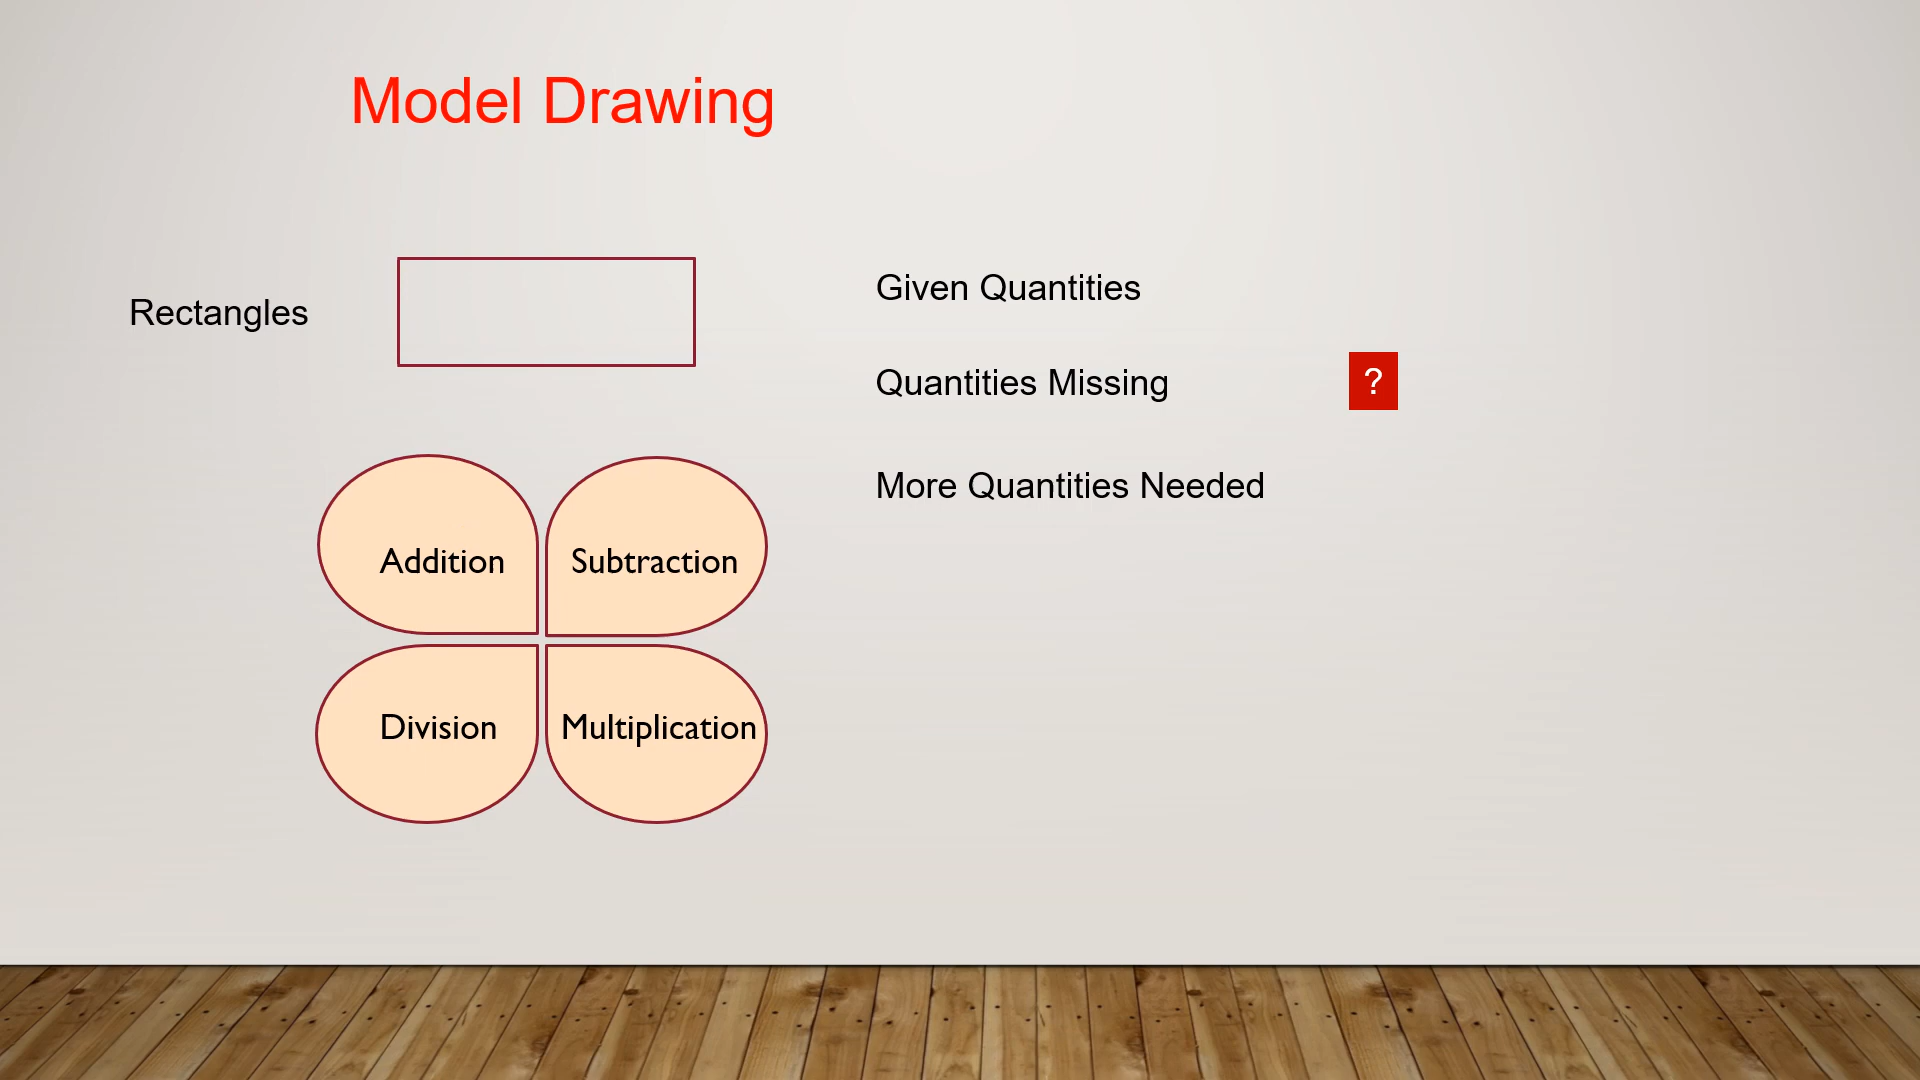 Model Drawing
Rectangles
Given Quantities
Quantities Missing
?
More Quantities Needed
Addition
Subtraction
Division
Multiplication